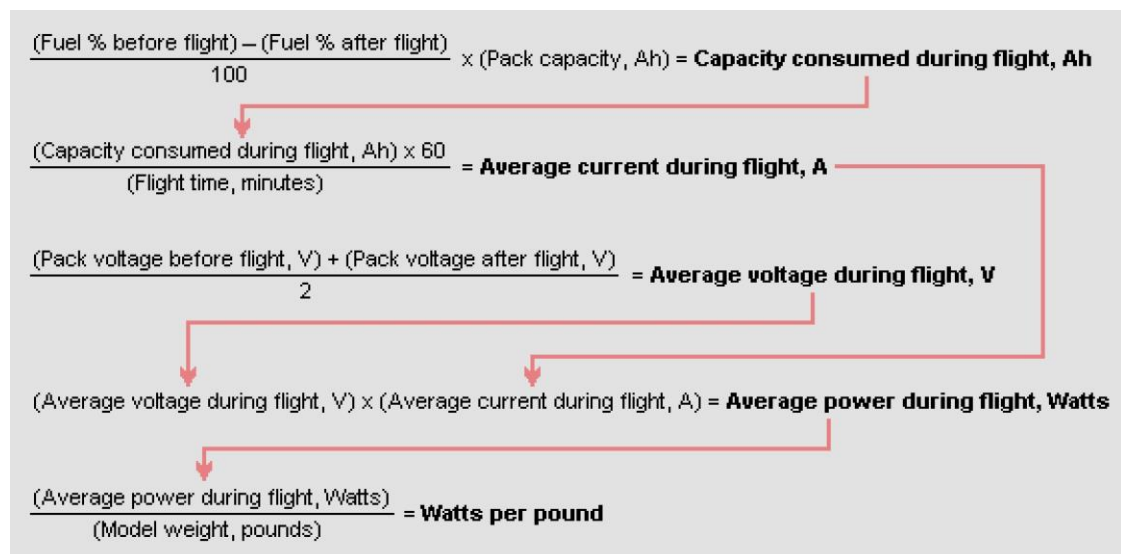 (Fuel % before flight) – (Fuel % after flight)
100
x (Pack capacity, Ah) = Capacity consumed during flight, Ah
(Capacity consumed during flight, Ah) x 60
(Flight time, minutes)
= Average current during flight, A
(Pack voltage before flight, V) + (Pack voltage after flight, V)
2
= Average voltage during flight, V
(Average voltage during flight, V) x (Average current during flight, A) = Average power during flight, Watts
(Average power during flight, Watts)
(Model weight, pounds)
= Watts per pound